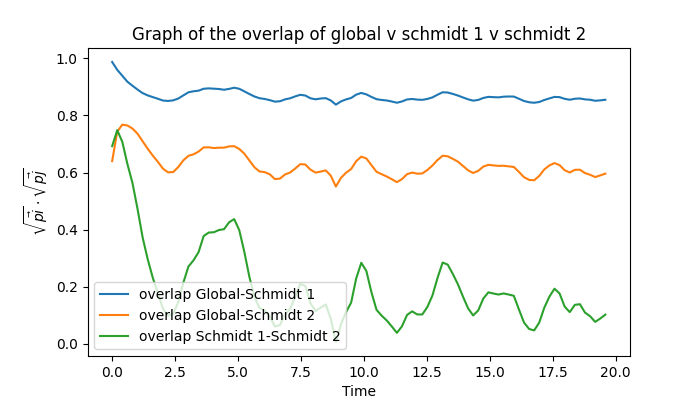 Graph of the overlap of global v schmidt 1 v schmidt 2
1.0
0.8
0.6
0.4
0.2
0.0
√p⃗i · √p⃗j
overlap Global-Schmidt 1
overlap Global-Schmidt 2
overlap Schmidt 1-Schmidt 2
0.0 2.5 5.0 7.5 10.0 12.5 15.0 17.5 20.0
Time